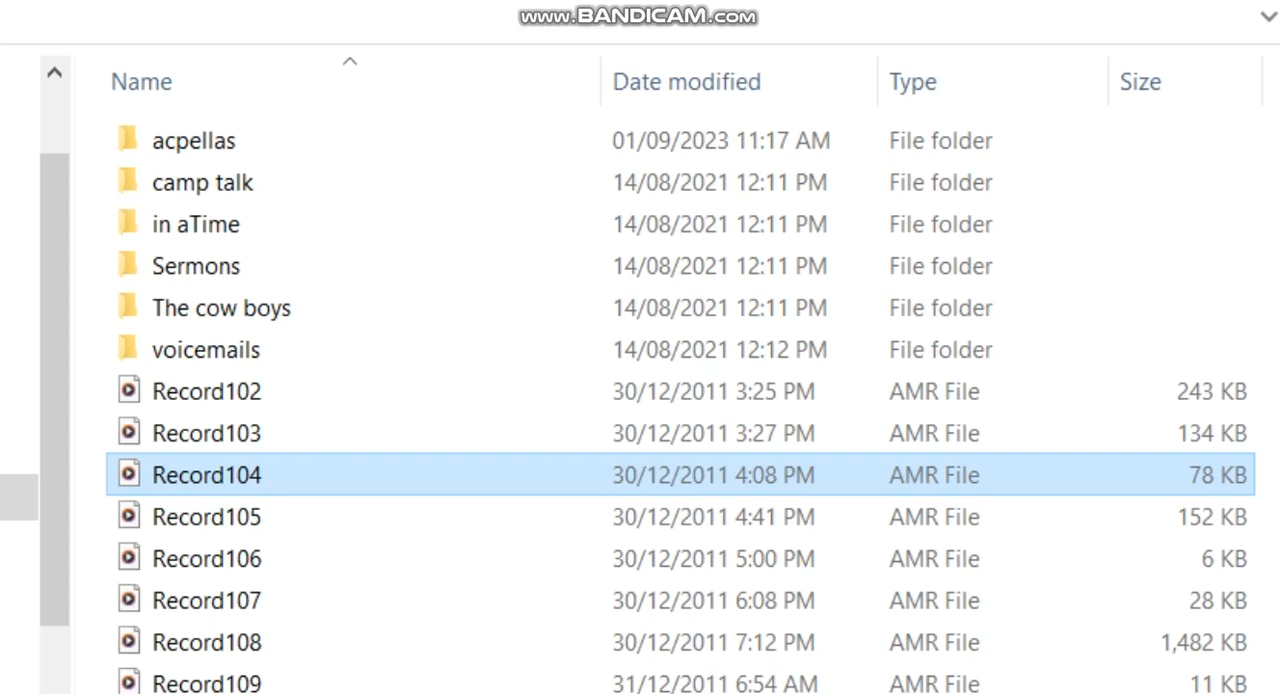 www.BANDICAM.com
Name Date modified Type Size
acpellas 01/09/2023 11:17 AM File folder
camp talk 14/08/2021 12:11 PM File folder
in aTime 14/08/2021 12:11 PM File folder
Sermons 14/08/2021 12:11 PM File folder
The cow boys 14/08/2021 12:11 PM File folder
voicemails 14/08/2021 12:12 PM File folder
Record102 30/12/2011 3:25 PM AMR File 243 KB
Record103 30/12/2011 3:27 PM AMR File 134 KB
Record104 30/12/2011 4:08 PM AMR File 78 KB
Record105 30/12/2011 4:41 PM AMR File 152 KB
Record106 30/12/2011 5:00 PM AMR File 6 KB
Record107 30/12/2011 6:08 PM AMR File 28 KB
Record108 30/12/2011 7:12 PM AMR File 1,482 KB
Record109 31/12/2011 6:54 AM AMR File 11 KB